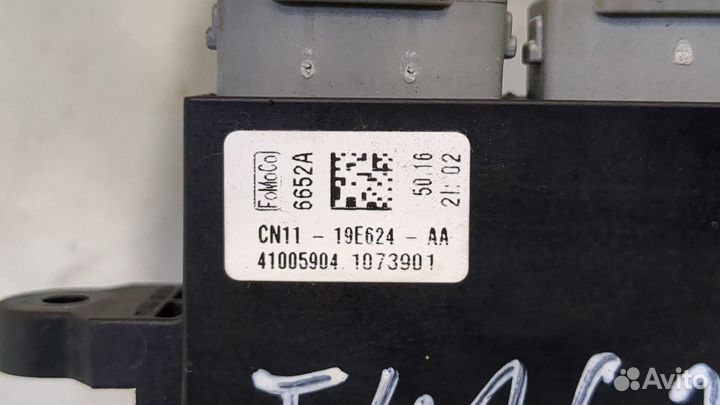 FoMoCo
6652A
50.16
21:02
CN11 - 19E624 - AA
41005904 1073901
Avito